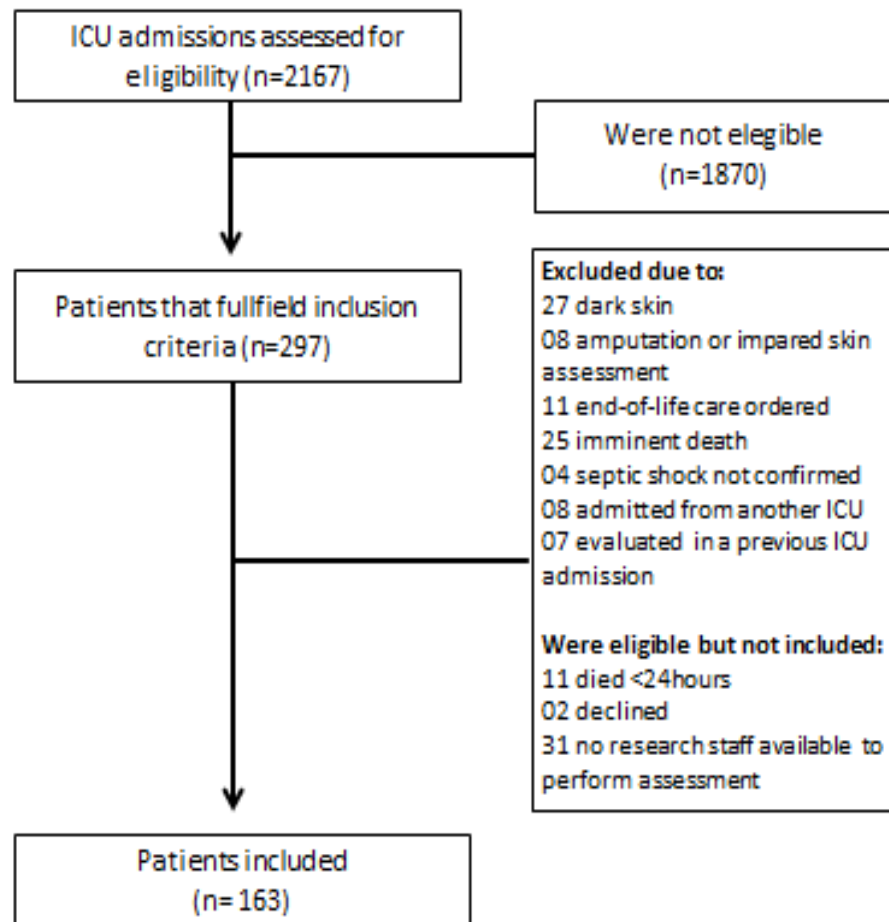 ICU admissions assessed for
eligibility (n=2167)
Were not elegible
(n=1870)
Patients that fullfield inclusion
criteria (n=297)
Excluded due to:
27 dark skin
08 amputation or impared skin
assessment
11 end-of-life care ordered
25 imminent death
04 septic shock not confirmed
08 admitted from another ICU
07 evaluated in a previous ICU
admission
Were eligible but not included:
11 died <24hours
02 declined
31 no research staff available to
perform assessment
Patients included
(n= 163)